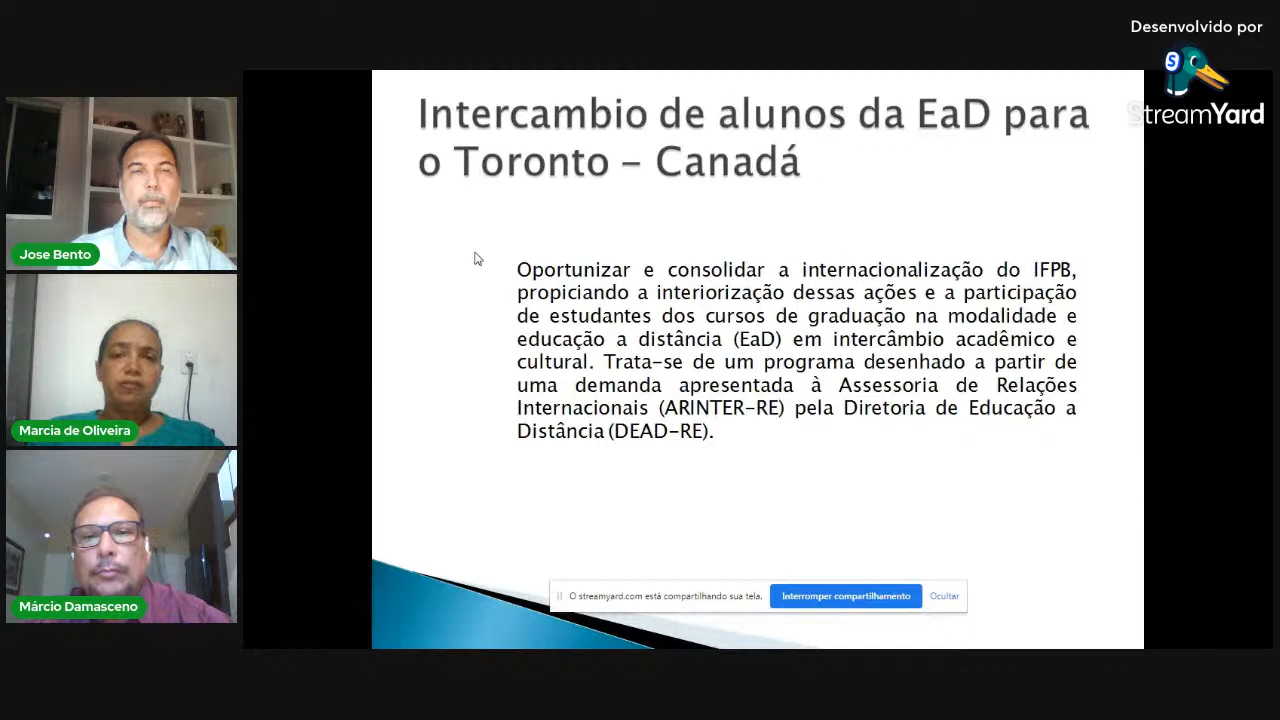 Desenvolvido por
StreamYard
Intercambio de alunos da EaD para
o Toronto – Canadá
Jose Bento
Oportunizar e consolidar a internacionalização do IFPB,
propiciando a interiorização dessas ações e a participação
de estudantes dos cursos de graduação na modalidade e
educação a distância (EaD) em intercâmbio acadêmico e
cultural. Trata-se de um programa desenhado a partir de
uma demanda apresentada à Assessoria de Relações
Internacionais (ARINTER-RE) pela Diretoria de Educação a
Distância (DEAD-RE).
Marcia de Oliveira
O streamyard.com está compartilhando sua tela.
Interromper compartilhamento
Ocultar
Márcio Damasceno